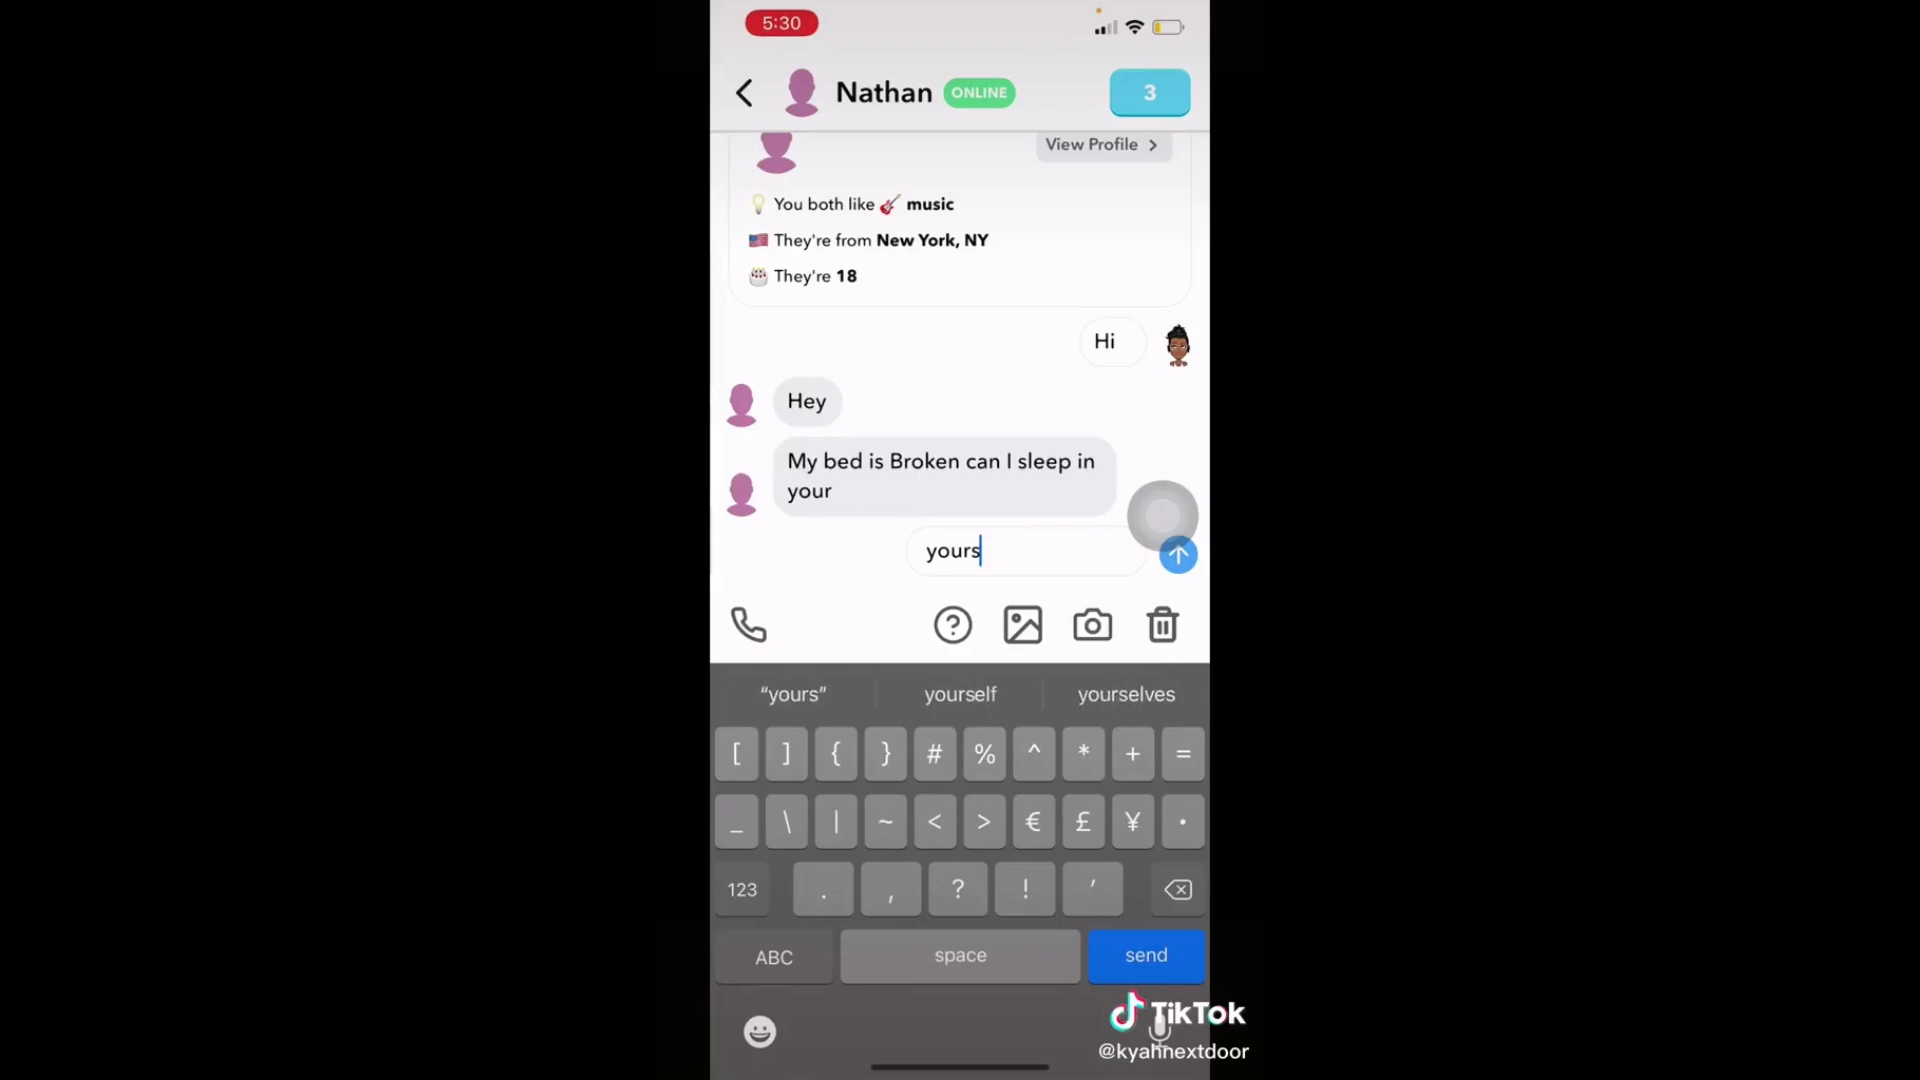 5:30
Nathan ONLINE 3
View Profile >
You both like music
They're from New York, NY
They're 18
Hi
Hey
My bed is Broken can I sleep in
your
yours
“yours” yourself yourselves
[ ] { } # % ^ * + =
_ \ | ~ < > € £ ¥ •
123 . , ? ! ′
ABC space send
TikTok
@kyahnextdoor